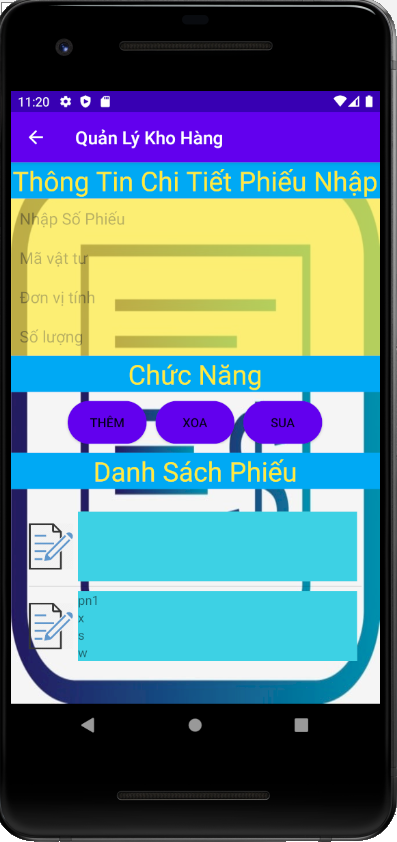 11:20
Quản Lý Kho Hàng
Thông Tin Chi Tiết Phiếu Nhập
Nhập Số Phiếu
Mã vật tư
Đơn vị tính
Số lượng
Chức Năng
THÊM XOA SUA
Danh Sách Phiếu
pn1
x
s
w